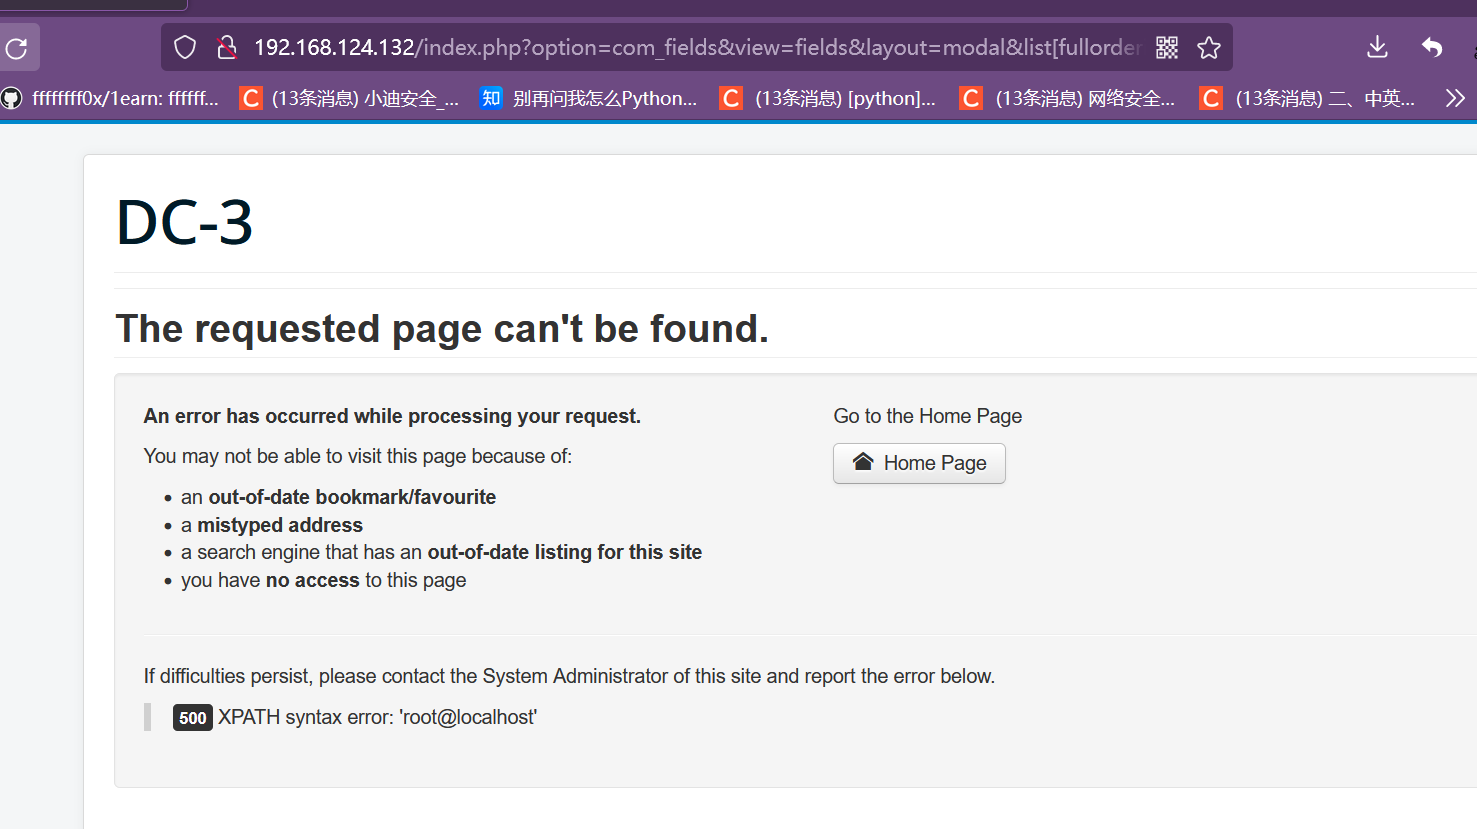 192.168.124.132/index.php?option=com_fields&view=fields&layout=modal&list[fullorder
ffffffff0x/1earn: ffffff... (13条消息) 小迪安全_... 知 别再问我怎么Python... (13条消息) [python]... (13条消息) 网络安全... (13条消息) 二、中英...
DC-3
The requested page can't be found.
An error has occurred while processing your request.
You may not be able to visit this page because of:
an out-of-date bookmark/favourite
a mistyped address
a search engine that has an out-of-date listing for this site
you have no access to this page
Go to the Home Page
Home Page
If difficulties persist, please contact the System Administrator of this site and report the error below.
500 XPATH syntax error: 'root@localhost'